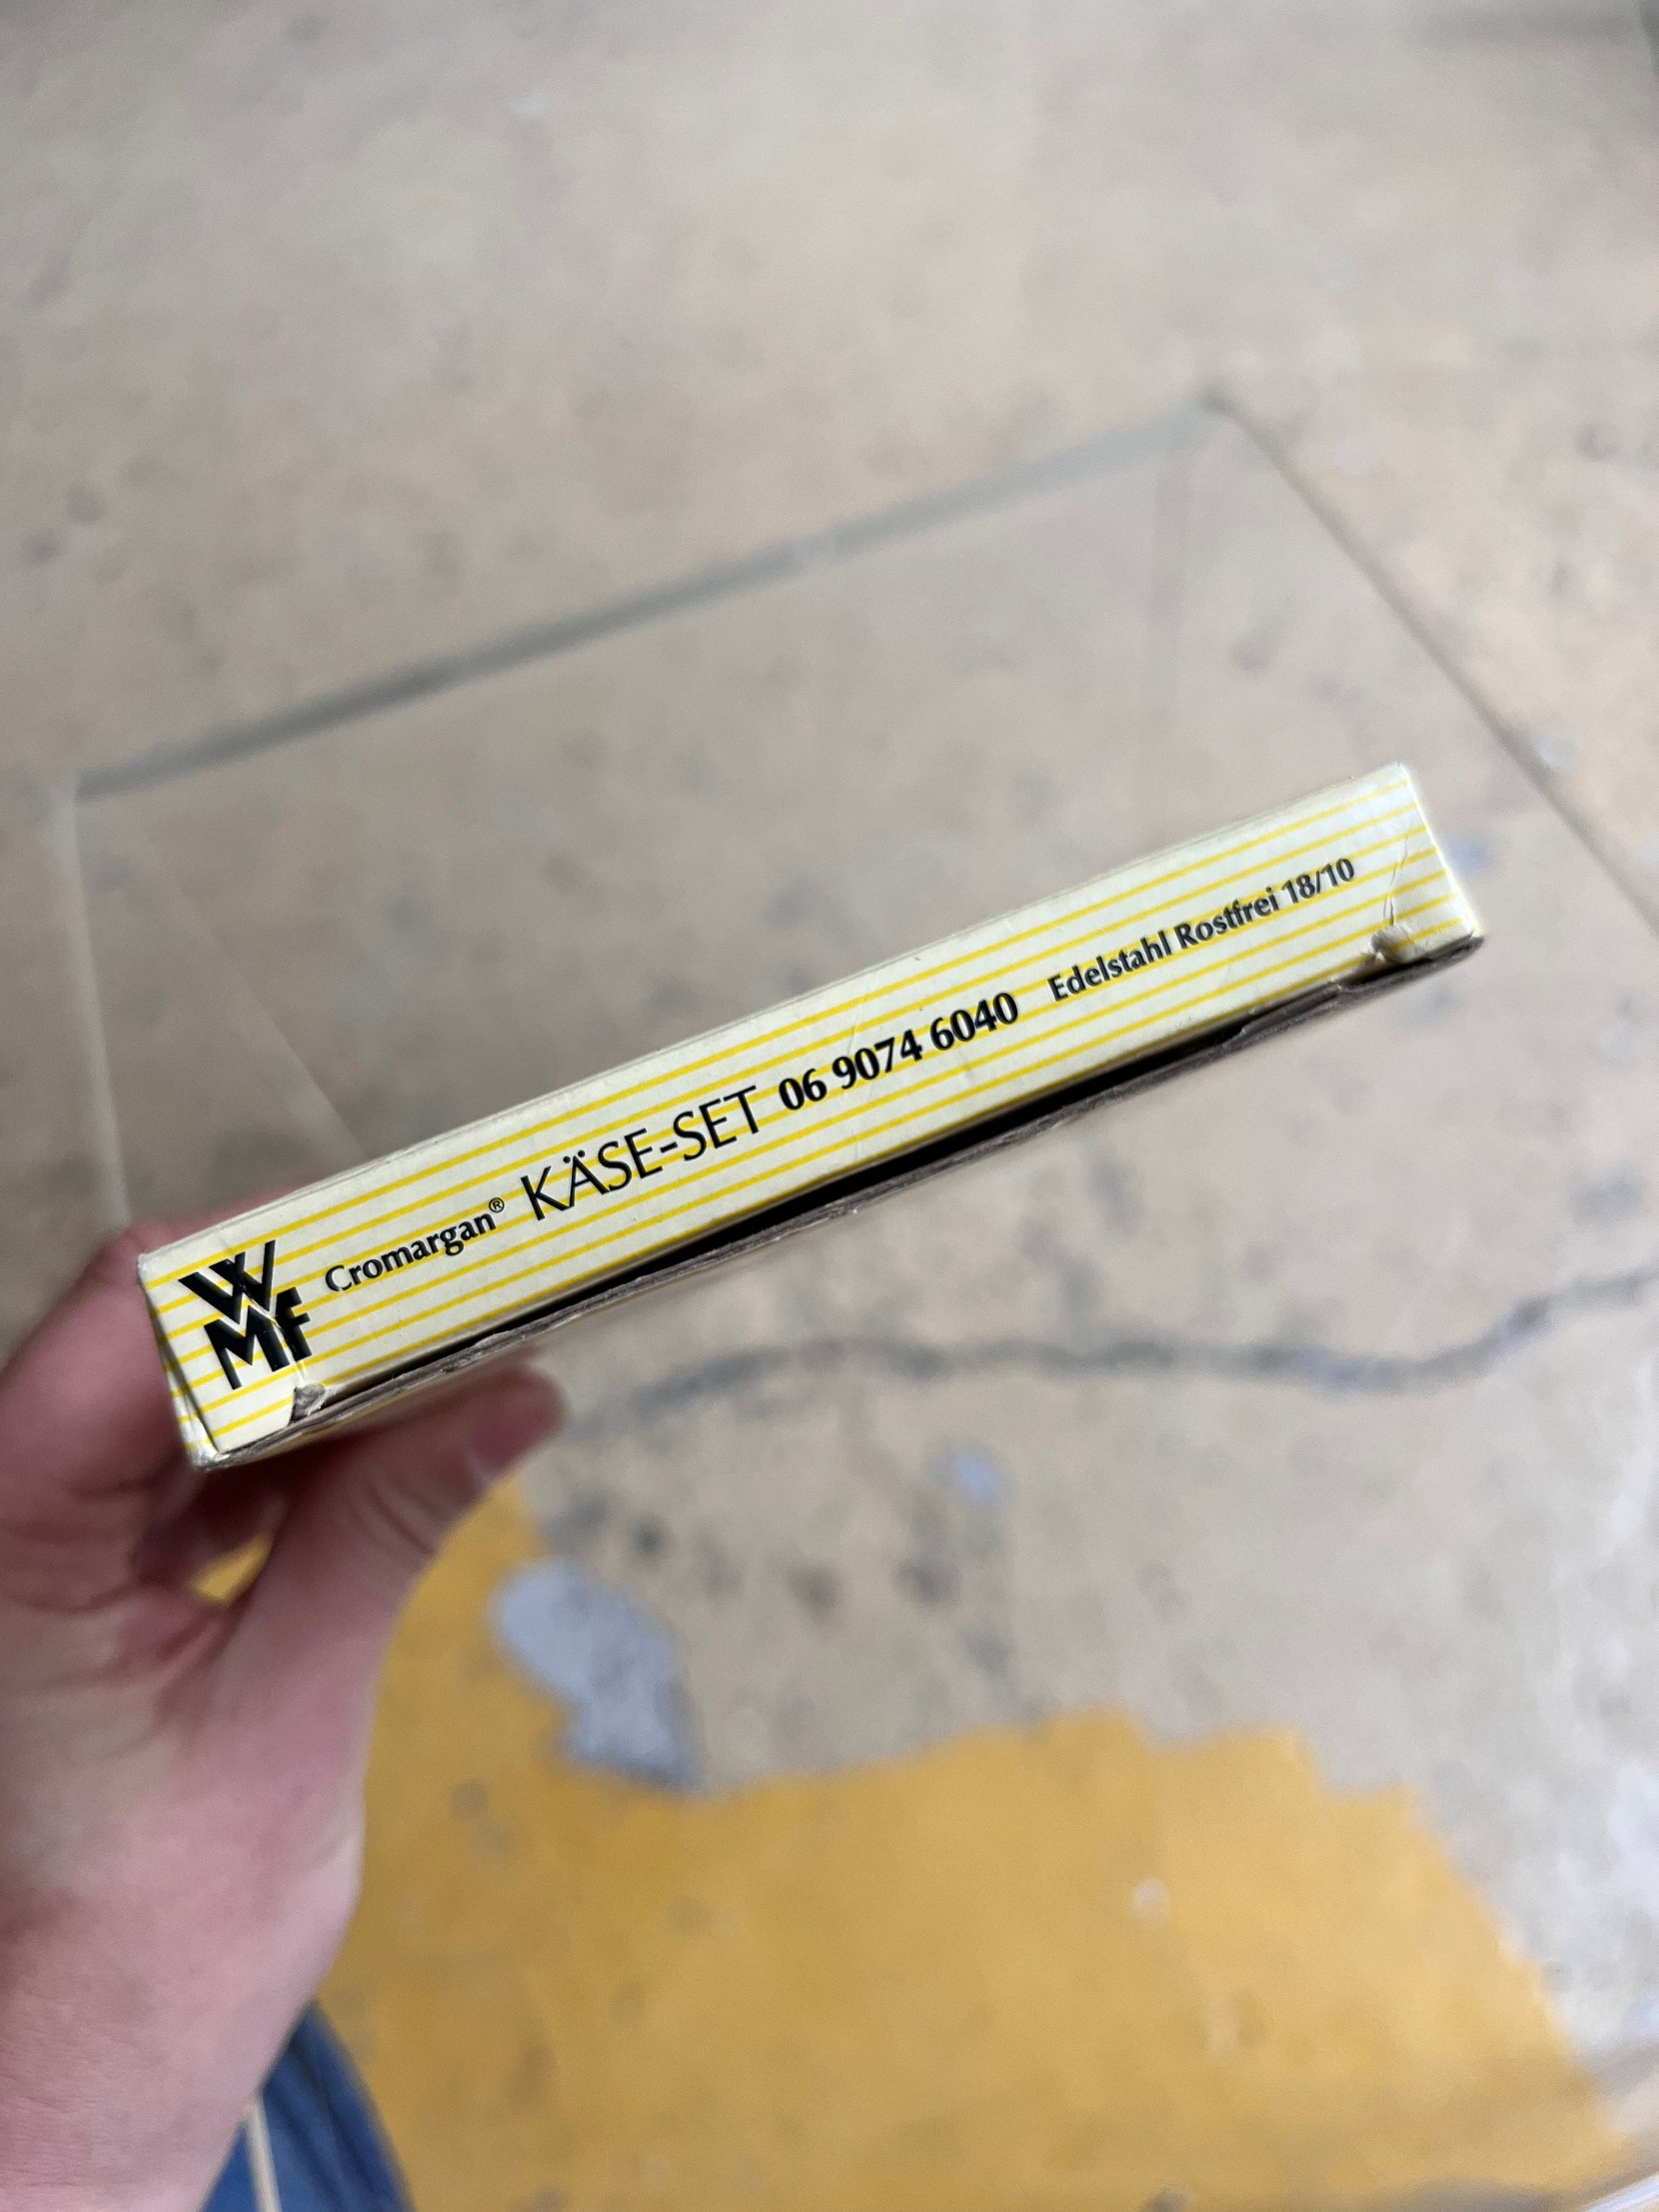 WMF Cromargan® KÄSE-SET 06 9074 6040 Edelstahl Rostfrei 18/10